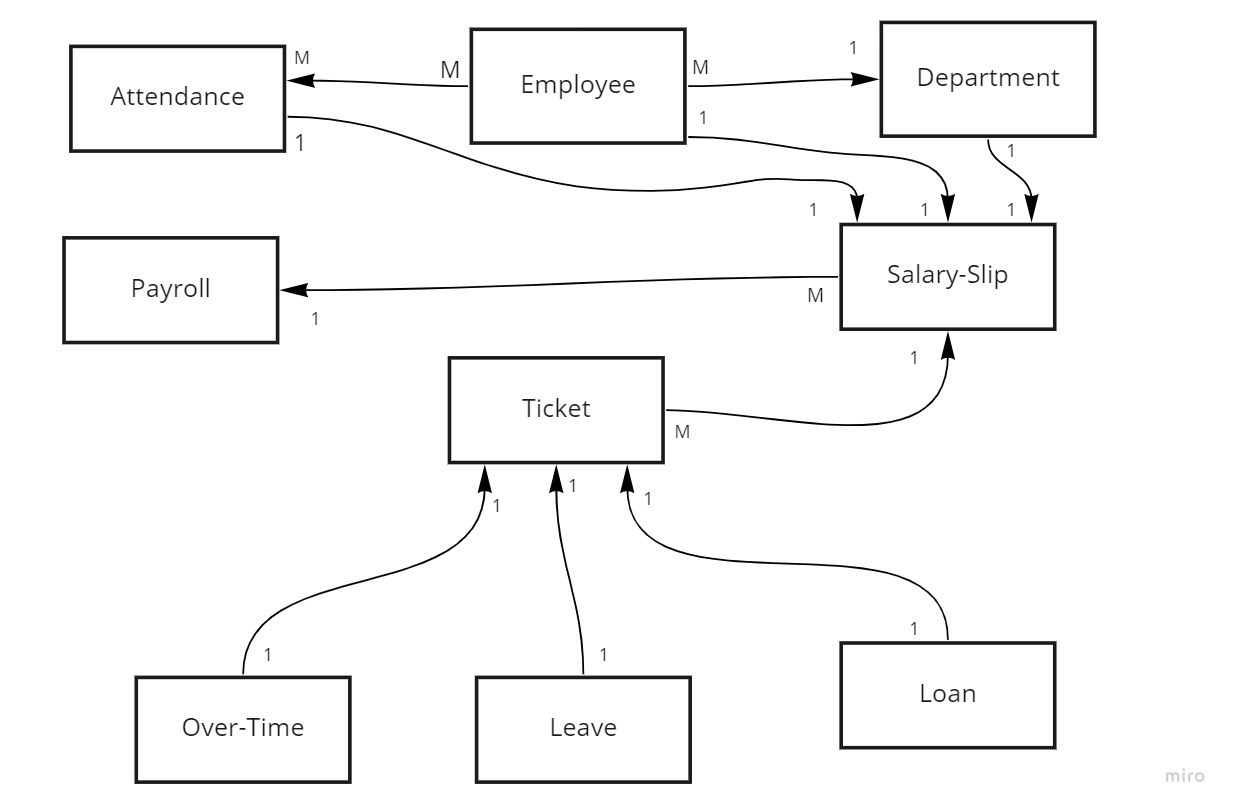 Attendance
M
M
Employee
M
1
Department
1
1
1
1
1
1
Payroll
1
M
Salary-Slip
Ticket
M
1
1
1
1
1
1
1
Over-Time
Leave
Loan
miro